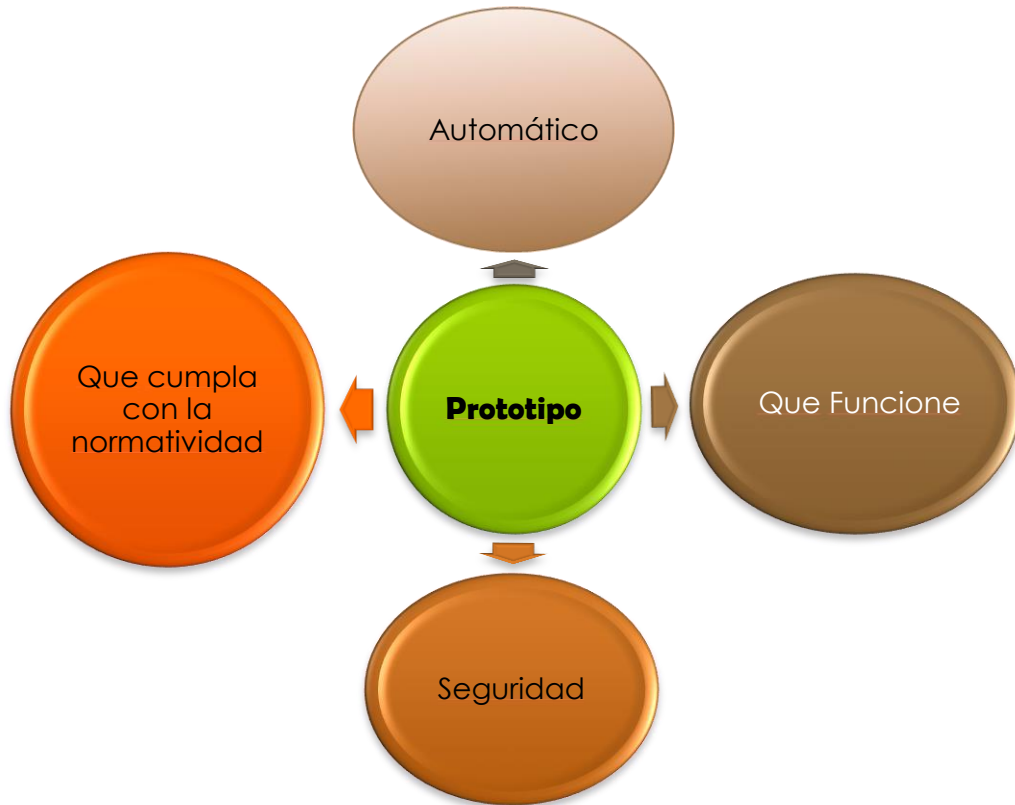 Automático
Que cumpla
con la
normatividad
Prototipo
Que Funcione
Seguridad